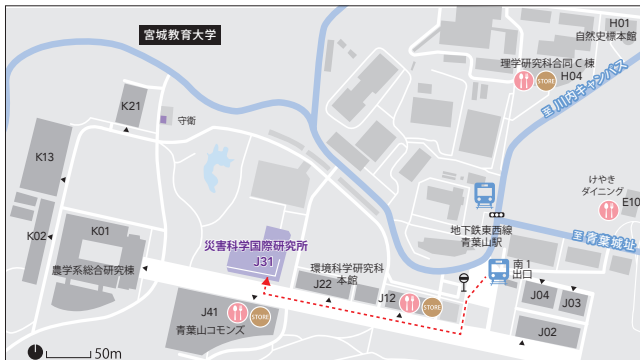 宮城教育大学
H01
自然史標本館
理学研究科合同C棟
STORE
H04
至 川内キャンパス
K21
守衛
K13
けやき
ダイニング
E10
地下鉄東西線
青葉山駅
至 青葉城址
K02
K01
農学系総合研究棟
災害科学国際研究所
J31
環境科学研究科
本館
J22
J12
STORE
南1
出口
J04
J03
J02
J41
STORE
青葉山コモンズ
50m